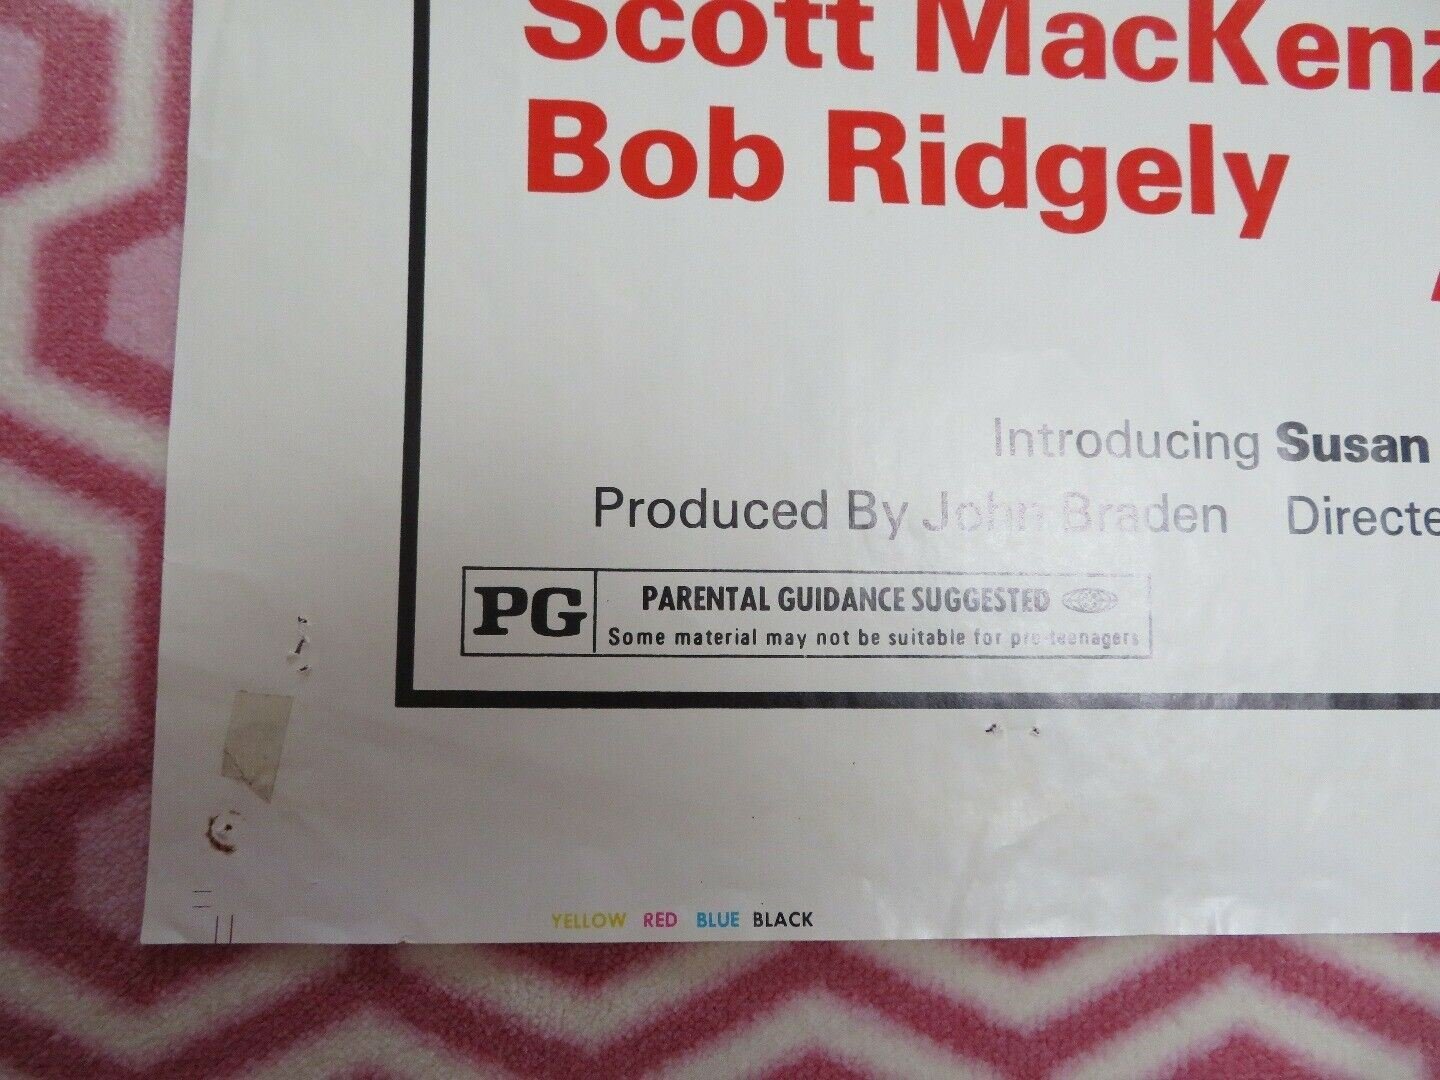 Scott MacKenz
Bob Ridgely
Introducing Susan
Produced By John Braden Directe
PG
PARENTAL GUIDANCE SUGGESTED
Some material may not be suitable for pre-teenagers
YELLOW RED BLUE BLACK